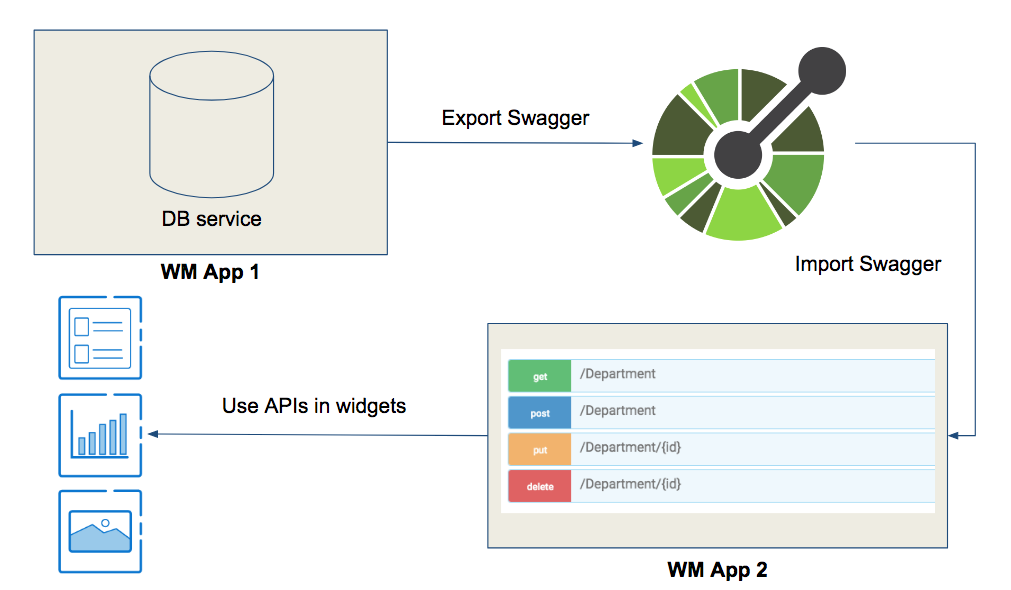 DB service
WM App 1
Export Swagger
Import Swagger
get /Department
post /Department
put /Department/{id}
delete /Department/{id}
WM App 2
Use APIs in widgets